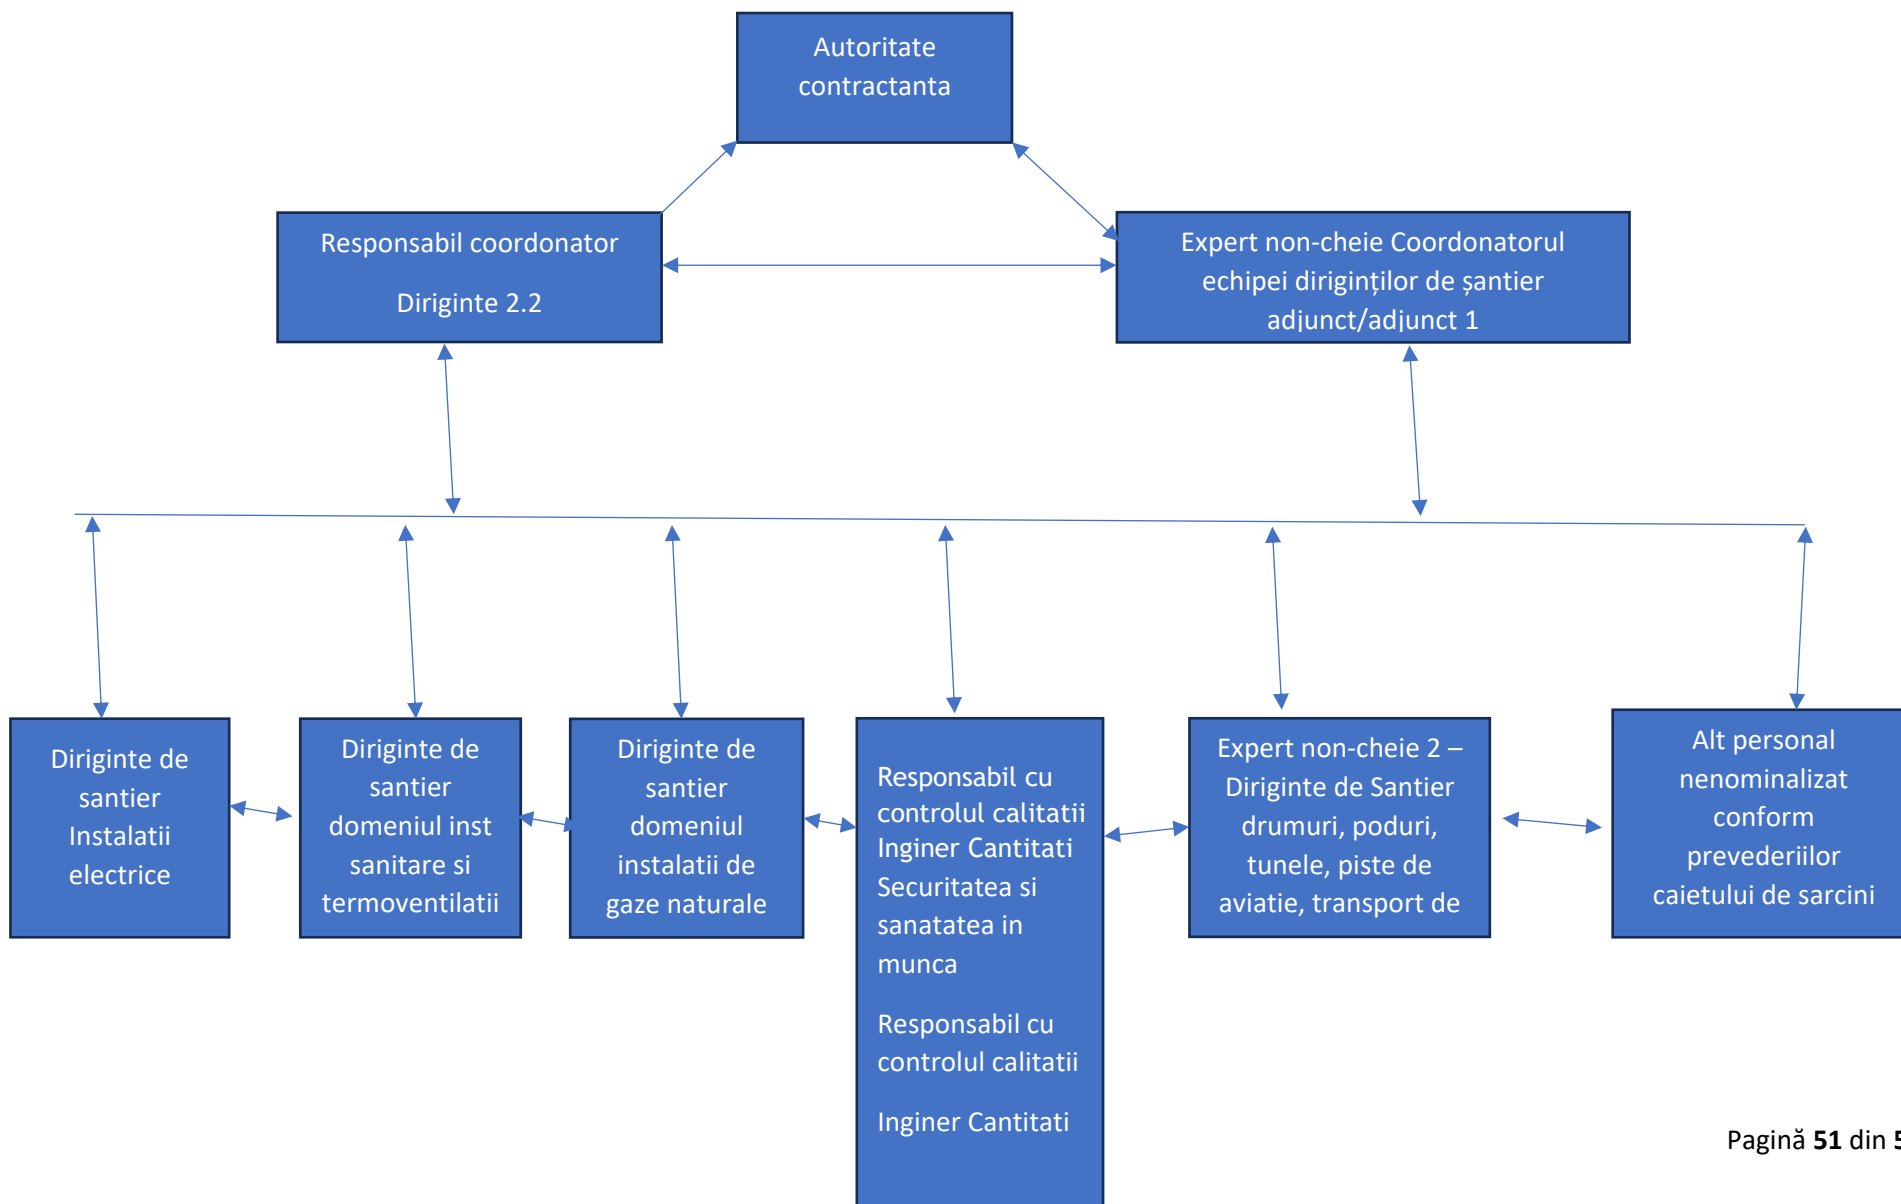 Autoritate
contractanta
Responsabil coordonator
Diriginte 2.2
Expert non-cheie Coordonatorul
echipei diriginților de șantier
adjunct/adjunct 1
Diriginte de
santier
Instalatii
electrice
Diriginte de
santier
domeniul inst
sanitare si
termoventilatii
Diriginte de
santier
domeniul
instalatii de
gaze naturale
Responsabil cu
controlul calitatii
Inginer Cantitati
Securitatea si
sanatatea in
munca
Responsabil cu
controlul calitatii
Inginer Cantitati
Expert non-cheie 2 –
Diriginte de Santier
drumuri, poduri,
tunele, piste de
aviatie, transport de
Alt personal
nenominalizat
conform
prevederiilor
caietului de sarcini
Pagină 51 din